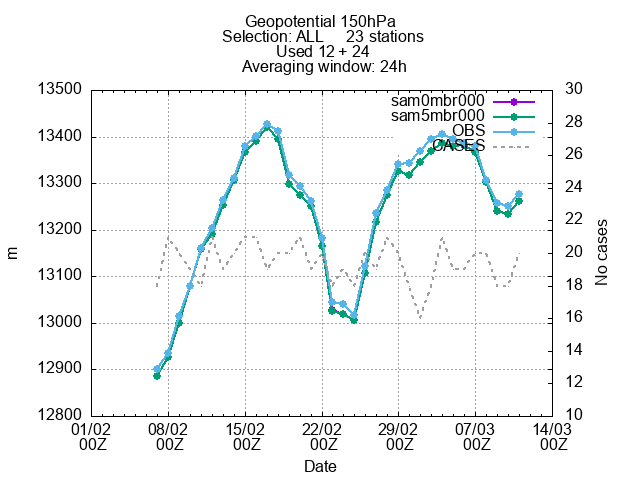 Geopotential 150hPa
Selection: ALL 23 stations
Used 12 + 24
Averaging window: 24h
13500
13400
13300
13200
13100
13000
12900
12800
m
30
28
26
24
22
20
18
16
14
12
10
No cases
sam0mbr000
sam5mbr000
OBS
CASES
01/02 00Z
08/02 00Z
15/02 00Z
22/02 00Z
29/02 00Z
07/03 00Z
14/03 00Z
Date